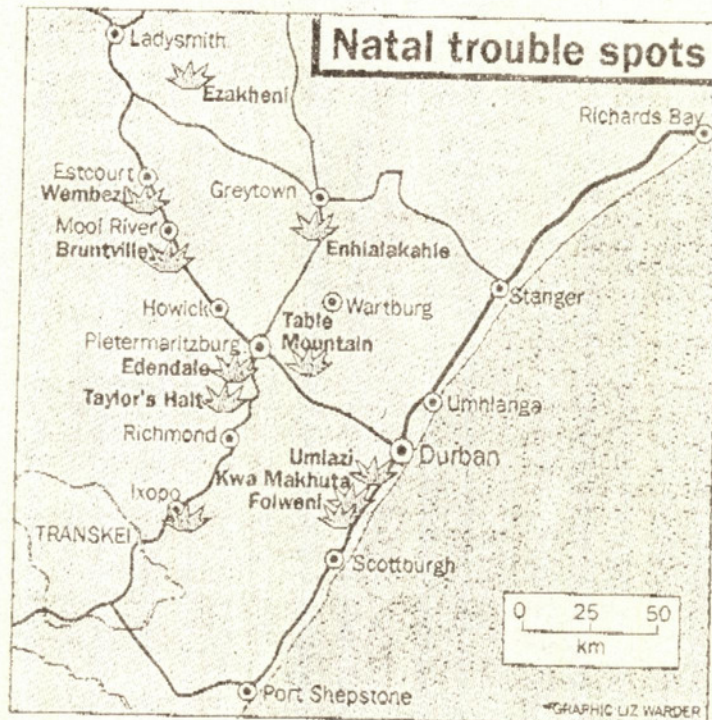 Natal trouble spots
Ladysmith
Ezakheni
Richards Bay
Estcourt
Wembezi
Greytown
Mooi River
Bruntville
Enhlalakahle
Howick
Wartburg
Stanger
Table
Mountain
Pietermaritzburg
Edendale
Taylor's Halt
Umhlanga
Richmond
Umlazi
Durban
Kwa Makhuta
Folweni
Ixopo
TRANSKEI
Scottburgh
0 25 50
km
Port Shepstone
GRAPHIC LIZ WARDER